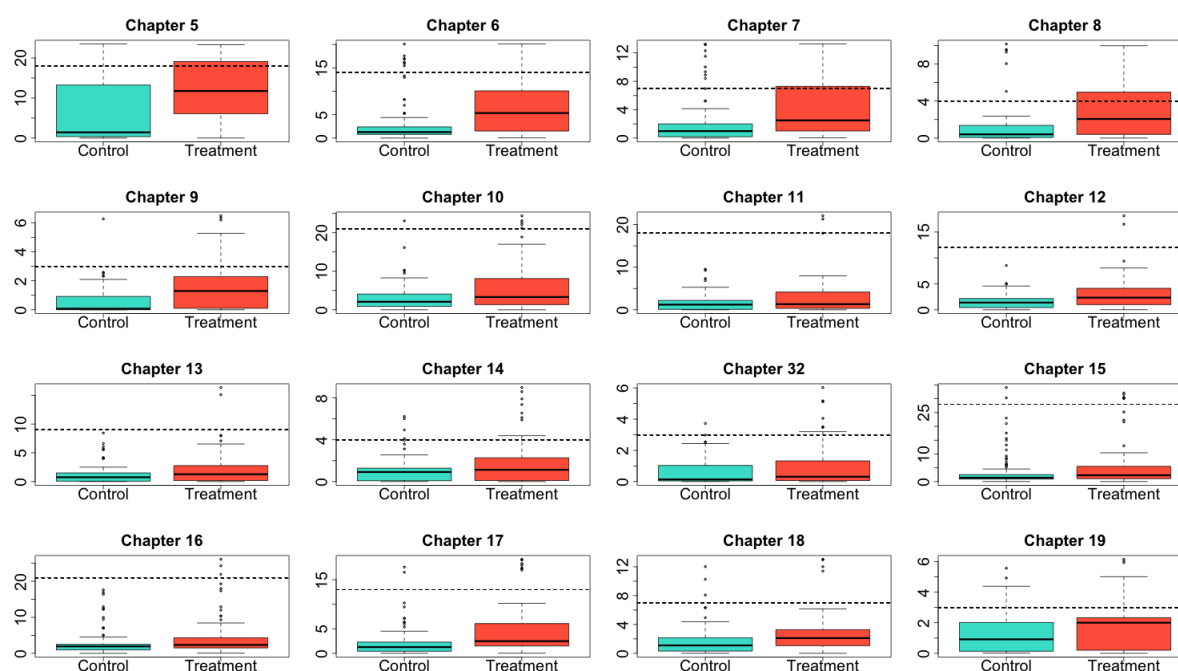 Chapter 5 Chapter 6 Chapter 7 Chapter 8
20 15 12 8
10 5 8 4
0 0 4 0
0
Control Treatment Control Treatment Control Treatment Control Treatment
Chapter 9 Chapter 10 Chapter 11 Chapter 12
6 20 20 15
4 10 10 5
2 0 0 0
0
Control Treatment Control Treatment Control Treatment Control Treatment
Chapter 13 Chapter 14 Chapter 32 Chapter 15
10 8 6 25
5 4 4 10
0 0 2 0
0
Control Treatment Control Treatment Control Treatment Control Treatment
Chapter 16 Chapter 17 Chapter 18 Chapter 19
20 15 12 6
10 5 8 4
0 0 4 2
0 0
Control Treatment Control Treatment Control Treatment Control Treatment